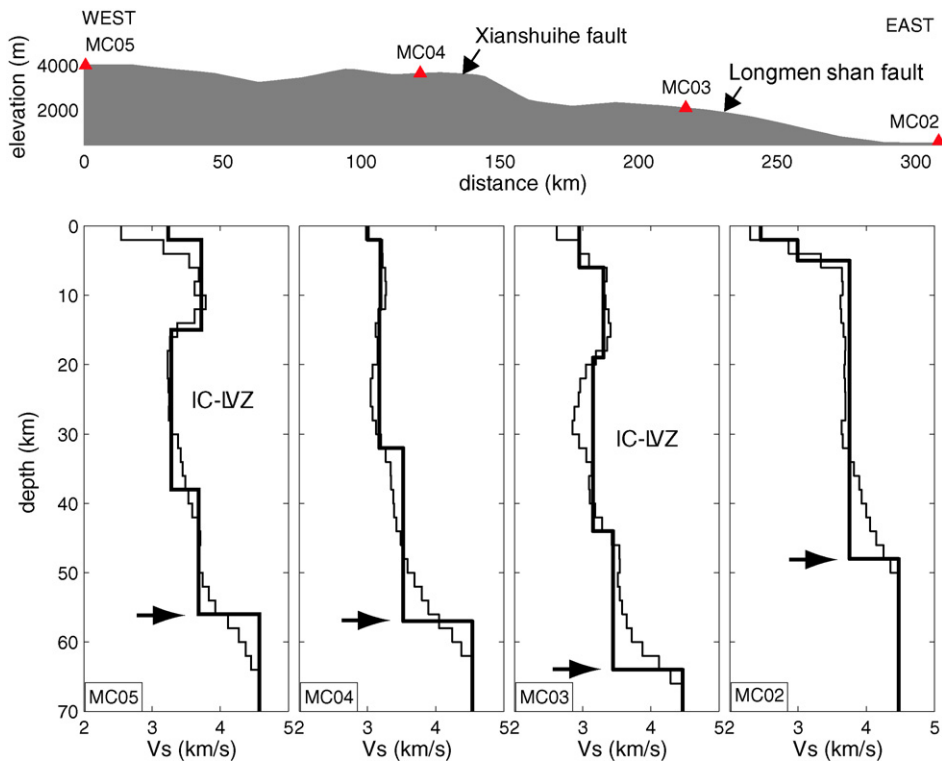 WEST
EAST
MC05
MC04
Xianshuihe fault
MC03
Longmen shan fault
MC02
elevation (m)
4000
2000
0 50 100 150 200 250 300
distance (km)
depth (km)
0
10
20
30
40
50
60
70
IC-LVZ
IC-LVZ
MC05
MC04
MC03
MC02
2 3 4 52 3 4 52 3 4 52 3 4 5
Vs (km/s) Vs (km/s) Vs (km/s) Vs (km/s)